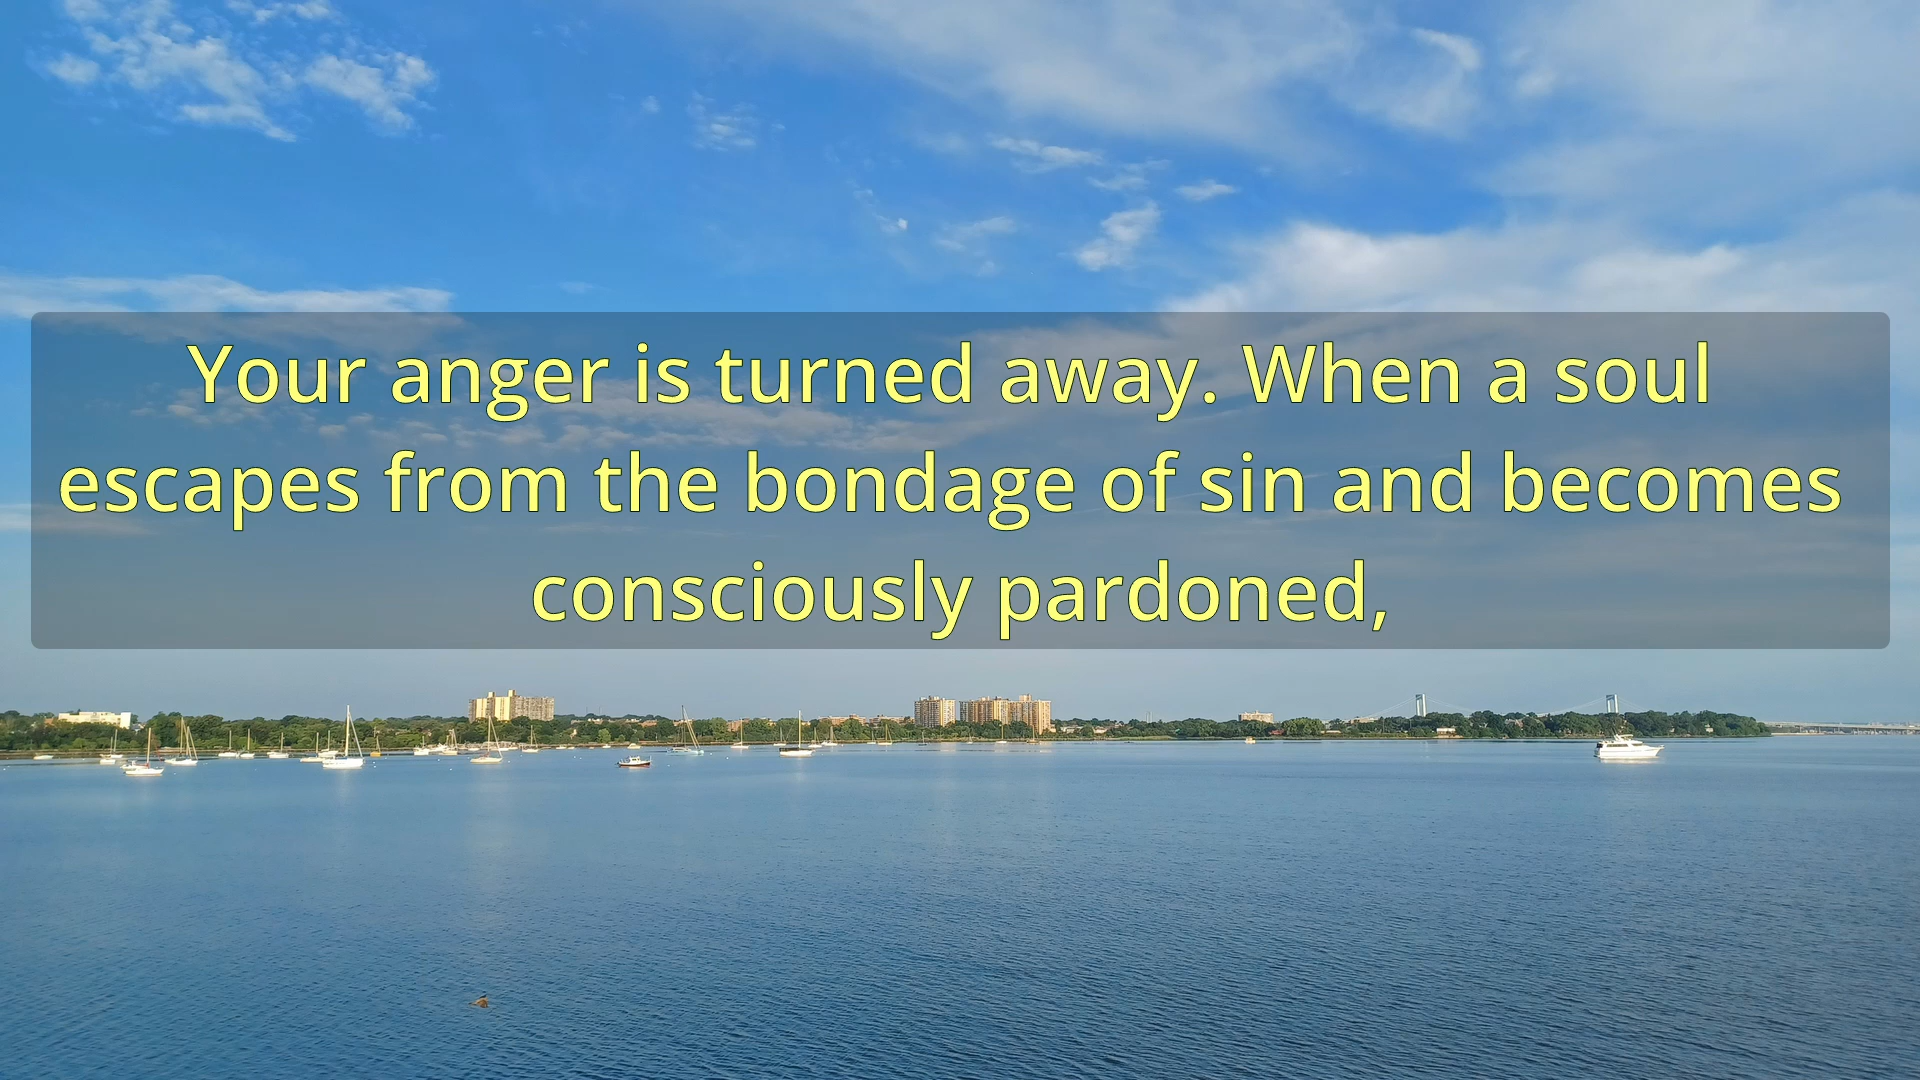 Your anger is turned away. When a soul
escapes from the bondage of sin and becomes
consciously pardoned,